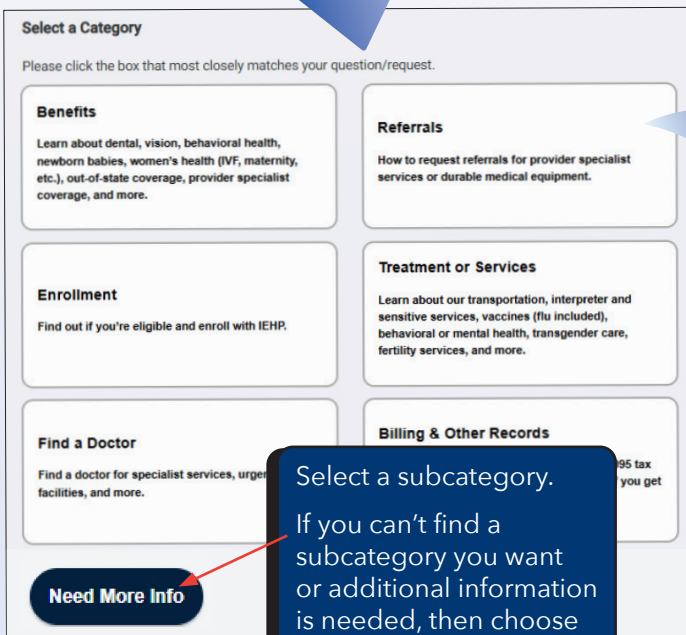 Select a Category
Please click the box that most closely matches your question/request.
Benefits
Learn about dental, vision, behavioral health,
newborn babies, women's health (IVF, maternity,
etc.), out-of-state coverage, provider specialist
coverage, and more.
Referrals
How to request referrals for provider specialist
services or durable medical equipment.
Enrollment
Find out if you're eligible and enroll with IEHP.
Treatment or Services
Learn about our transportation, interpreter and
sensitive services, vaccines (flu included),
behavioral or mental health, transgender care,
fertility services, and more.
Find a Doctor
Find a doctor for specialist services,
facilities, and more.
Billing & Other Records
95 tax
you get
Select a subcategory.
If you can't find a
subcategory you want
or additional information
is needed, then choose
Need More Info